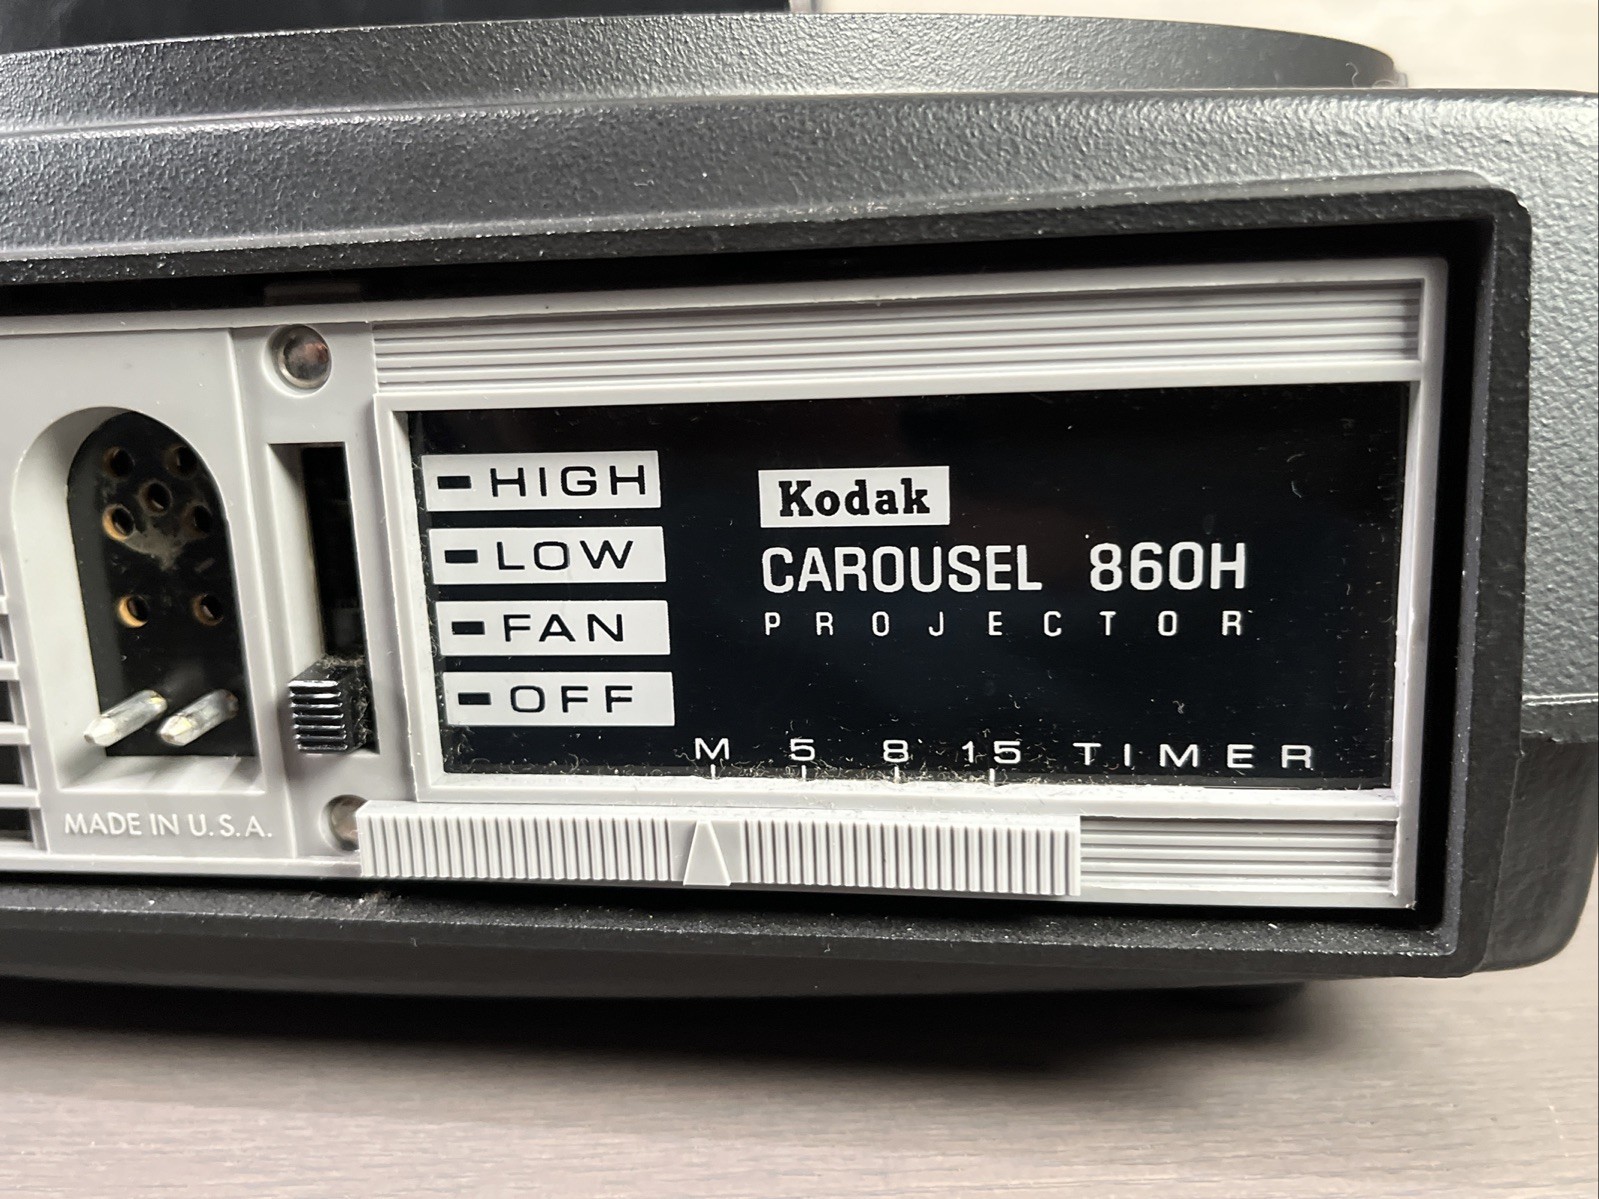 HIGH
LOW
FAN
OFF
Kodak
CAROUSEL 860H
PROJECTOR
M 5 8 15 TIMER
MADE IN U.S.A.